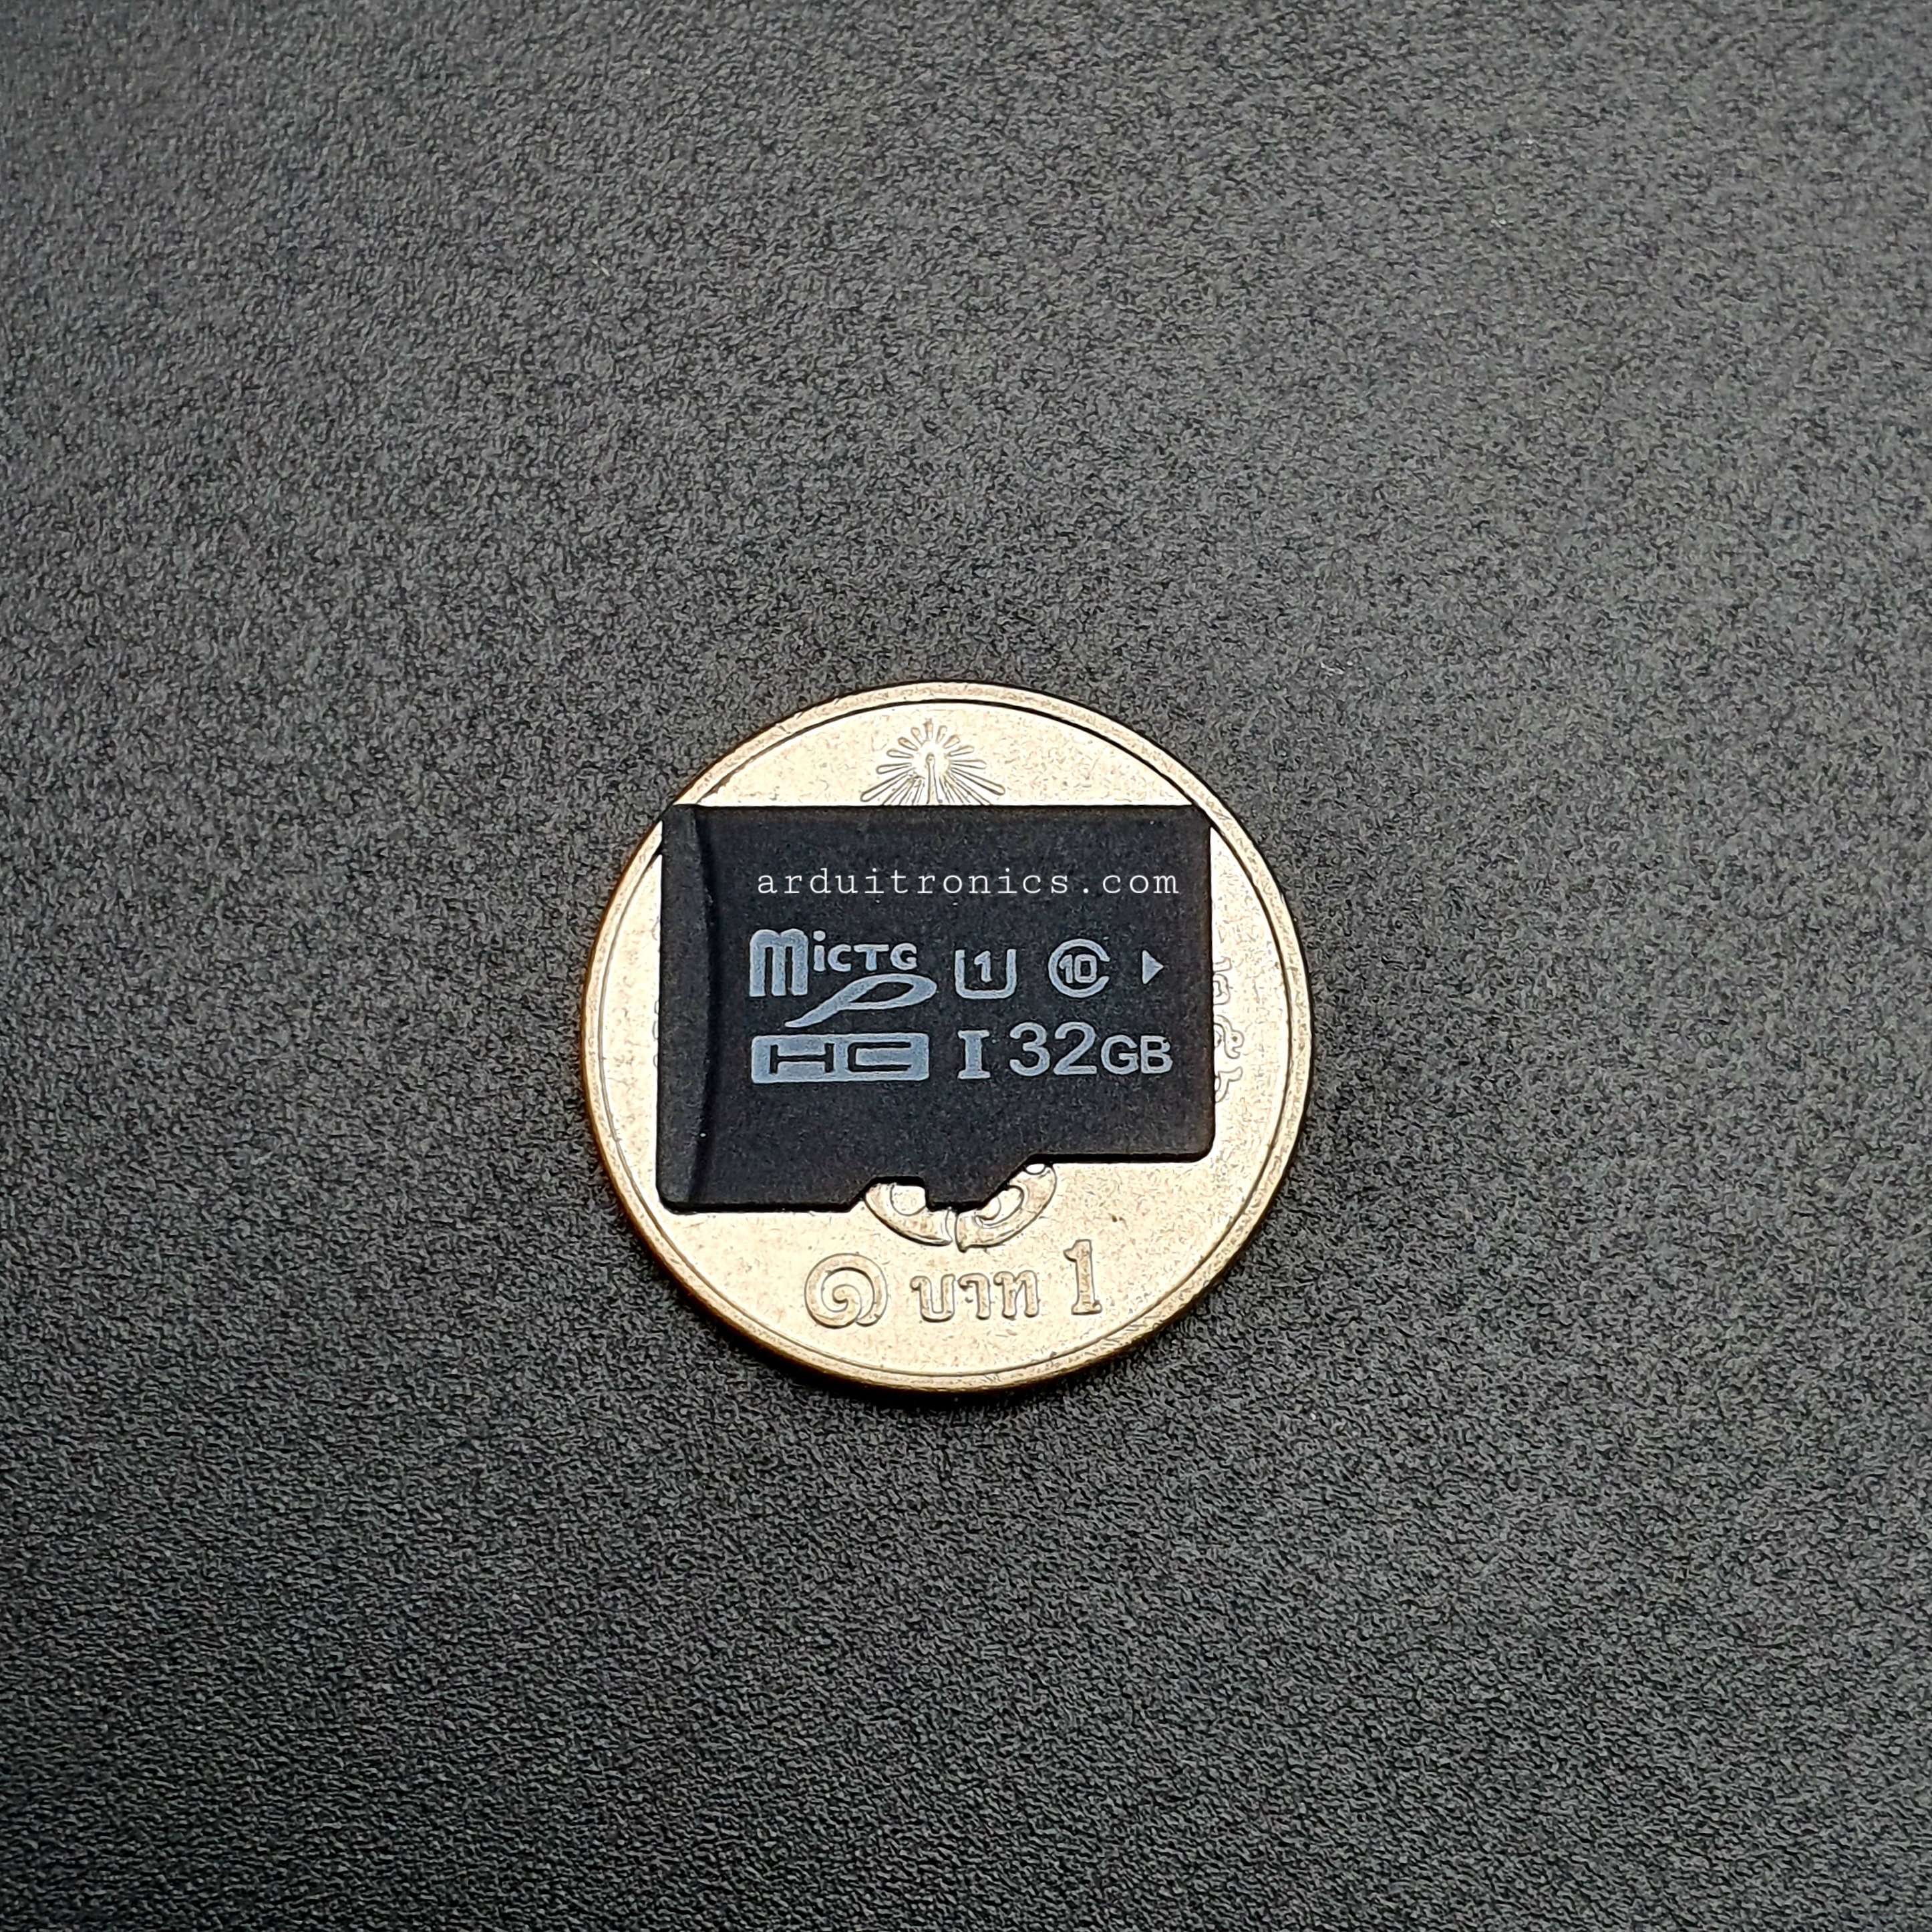 arduitronics.com
MicTG U1 10
HC I 32GB
๑ บาท 1